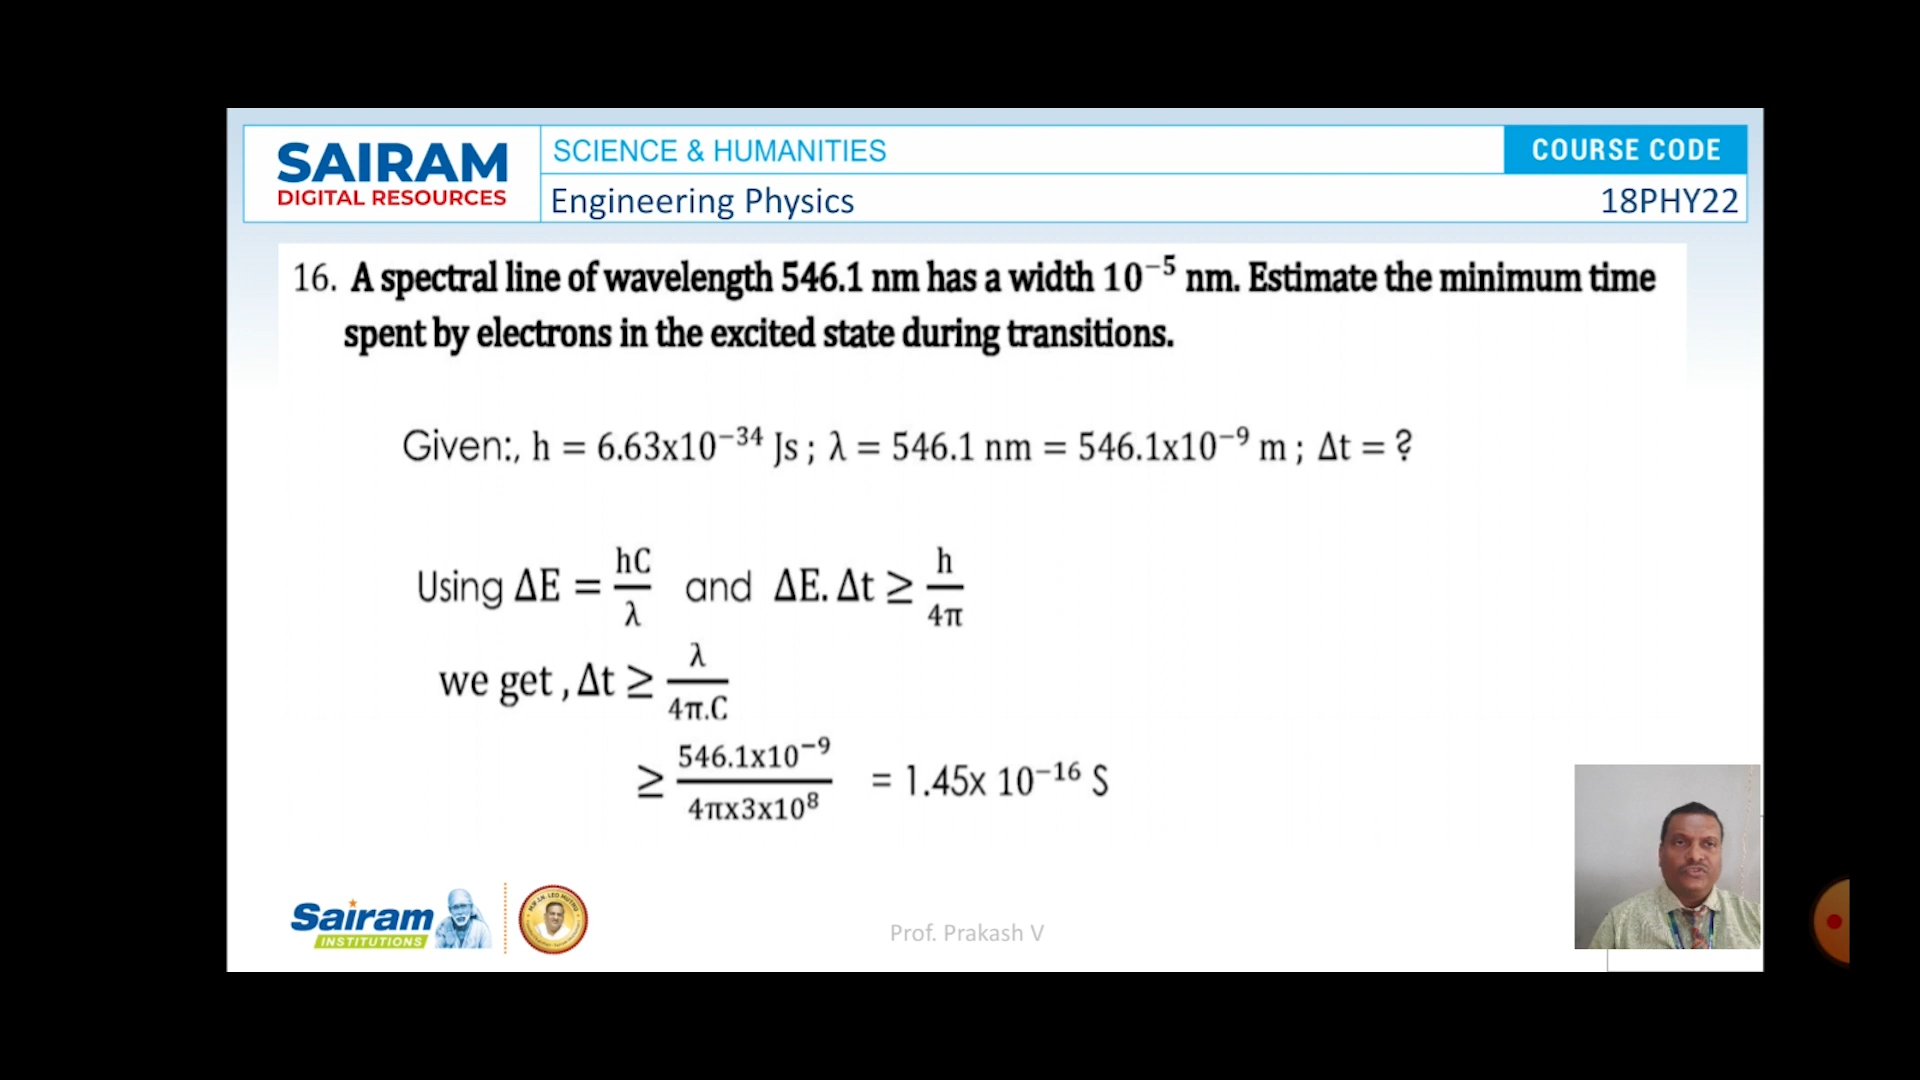 SAIRAM
DIGITAL RESOURCES
SCIENCE & HUMANITIES
COURSE CODE
Engineering Physics
18PHY22
16. A spectral line of wavelength 546.1 nm has a width 10⁻⁵ nm. Estimate the minimum time
spent by electrons in the excited state during transitions.
Given:, h = 6.63x10⁻³⁴ Js ; λ = 546.1 nm = 546.1x10⁻⁹ m ; Δt = ?
Using ΔE = hC/λ and ΔE. Δt ≥ h/4π
we get , Δt ≥ λ/4π.C
≥ 546.1x10⁻⁹/4πx3x10⁸ = 1.45x 10⁻¹⁶ S
Sairam
INSTITUTIONS
Prof. Prakash V